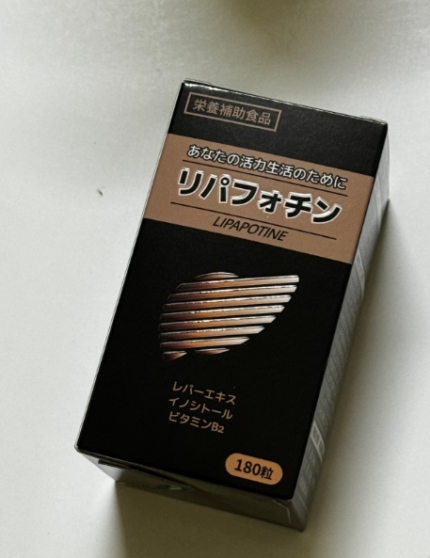 栄養補助食品
あなたの活力生活のために
リパフォチン
LIPAPOTINE
レバーエキス
イノシトール
ビタミンB2
180粒